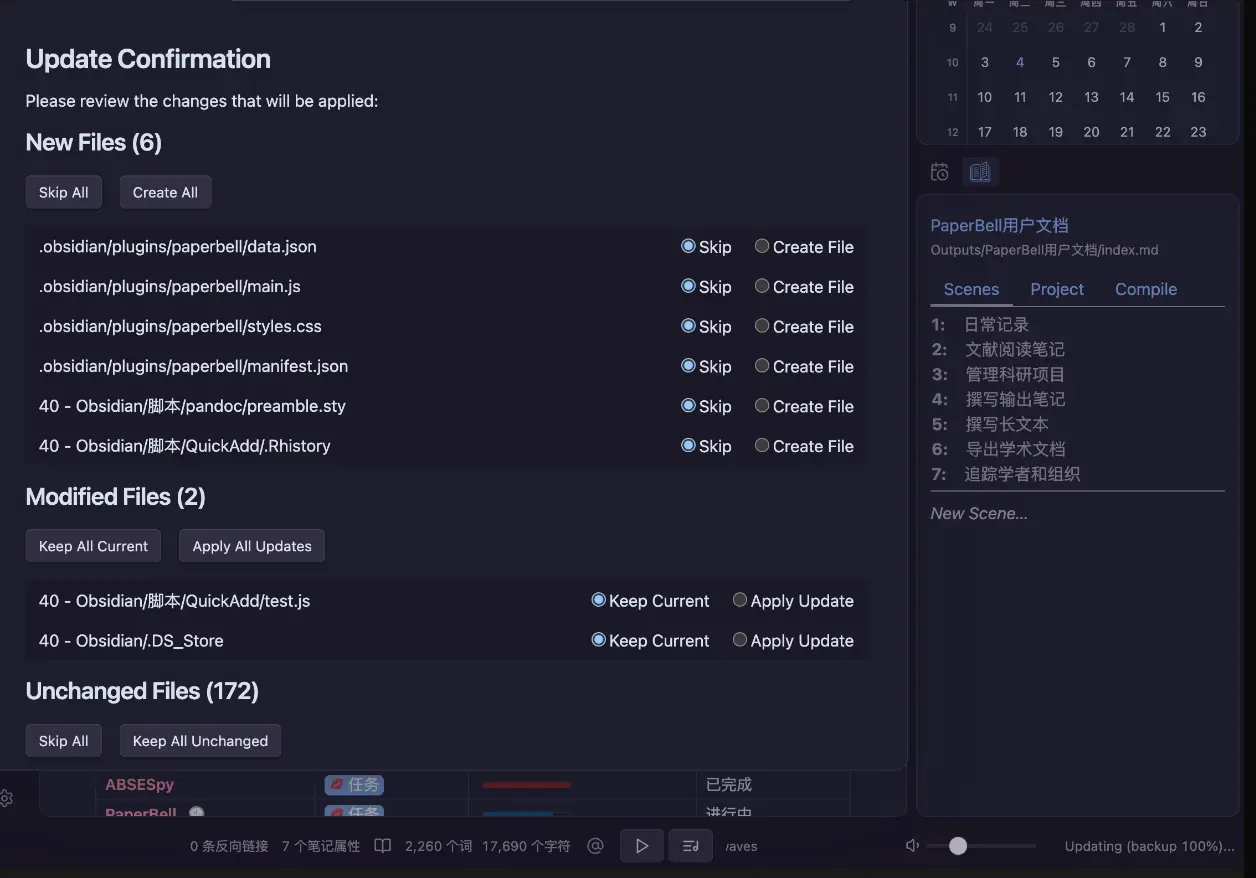 Update Confirmation
Please review the changes that will be applied:
New Files (6)
Skip All Create All
.obsidian/plugins/paperbell/data.json Skip Create File
.obsidian/plugins/paperbell/main.js Skip Create File
.obsidian/plugins/paperbell/styles.css Skip Create File
.obsidian/plugins/paperbell/manifest.json Skip Create File
40 - Obsidian/脚本/pandoc/preamble.sty Skip Create File
40 - Obsidian/脚本/QuickAdd/.Rhistory Skip Create File
Modified Files (2)
Keep All Current Apply All Updates
40 - Obsidian/脚本/QuickAdd/test.js Keep Current Apply Update
40 - Obsidian/.DS_Store Keep Current Apply Update
Unchanged Files (172)
Skip All Keep All Unchanged
ABSESpy 任务 已完成
PaperBell 任务 进行中
W 周一 周二 周三 周四 周五 周六 周日
9 24 25 26 27 28 1 2
10 3 4 5 6 7 8 9
11 10 11 12 13 14 15 16
12 17 18 19 20 21 22 23
PaperBell用户文档
Outputs/PaperBell用户文档/index.md
Scenes Project Compile
1: 日常记录
2: 文献阅读笔记
3: 管理科研项目
4: 撰写输出笔记
5: 撰写长文本
6: 导出学术文档
7: 追踪学者和组织
New Scene...
0 条反向链接 7 个笔记属性 2,260 个词 17,690 个字符 @ Updating (backup 100%)...